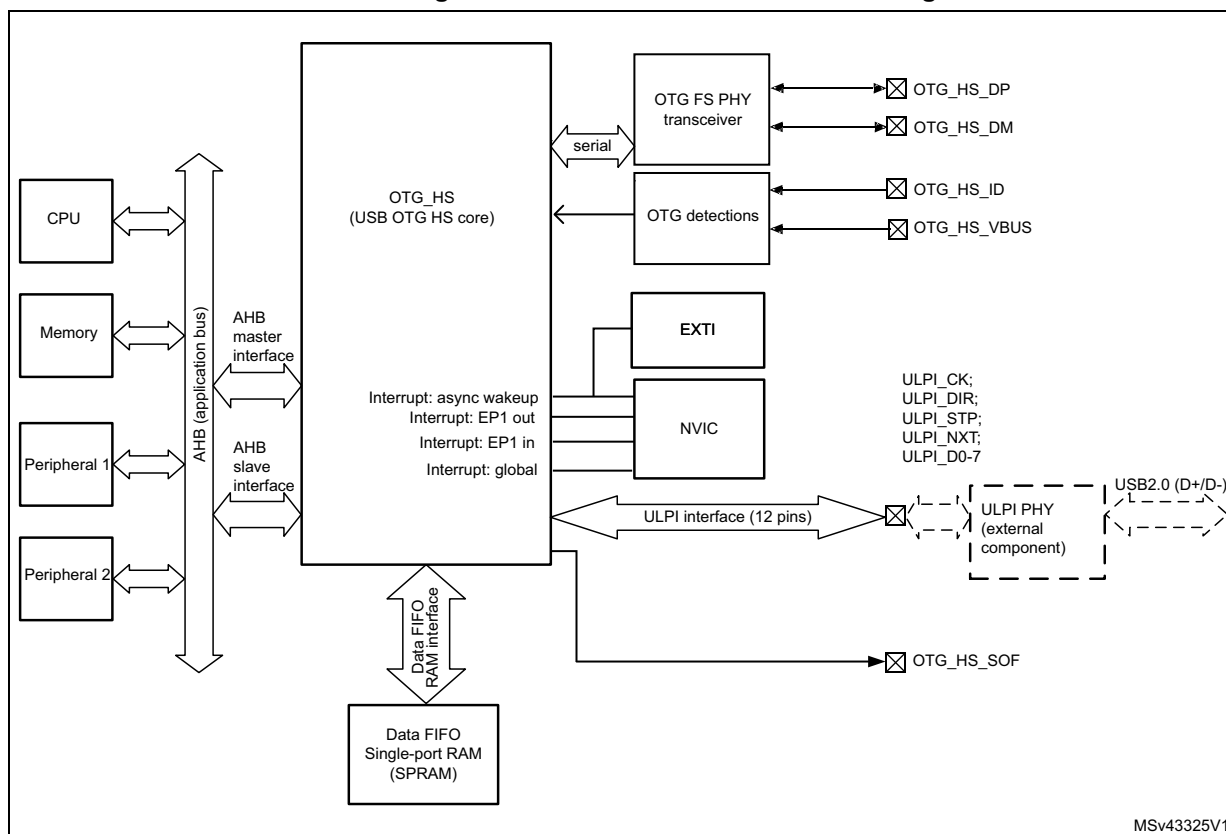 OTG FS PHY
transceiver
OTG_HS_DP
OTG_HS_DM
serial
OTG_HS
(USB OTG HS core)
OTG detections
OTG_HS_ID
OTG_HS_VBUS
CPU
Memory
Peripheral 1
Peripheral 2
AHB (application bus)
AHB
master
interface
AHB
slave
interface
EXTI
NVIC
Interrupt: async wakeup
Interrupt: EP1 out
Interrupt: EP1 in
Interrupt: global
ULPI_CK;
ULPI_DIR;
ULPI_STP;
ULPI_NXT;
ULPI_D0-7
ULPI interface (12 pins)
ULPI PHY
(external
component)
USB2.0 (D+/D-)
OTG_HS_SOF
Data FIFO
RAM interface
Data FIFO
Single-port RAM
(SPRAM)
MSv43325V1